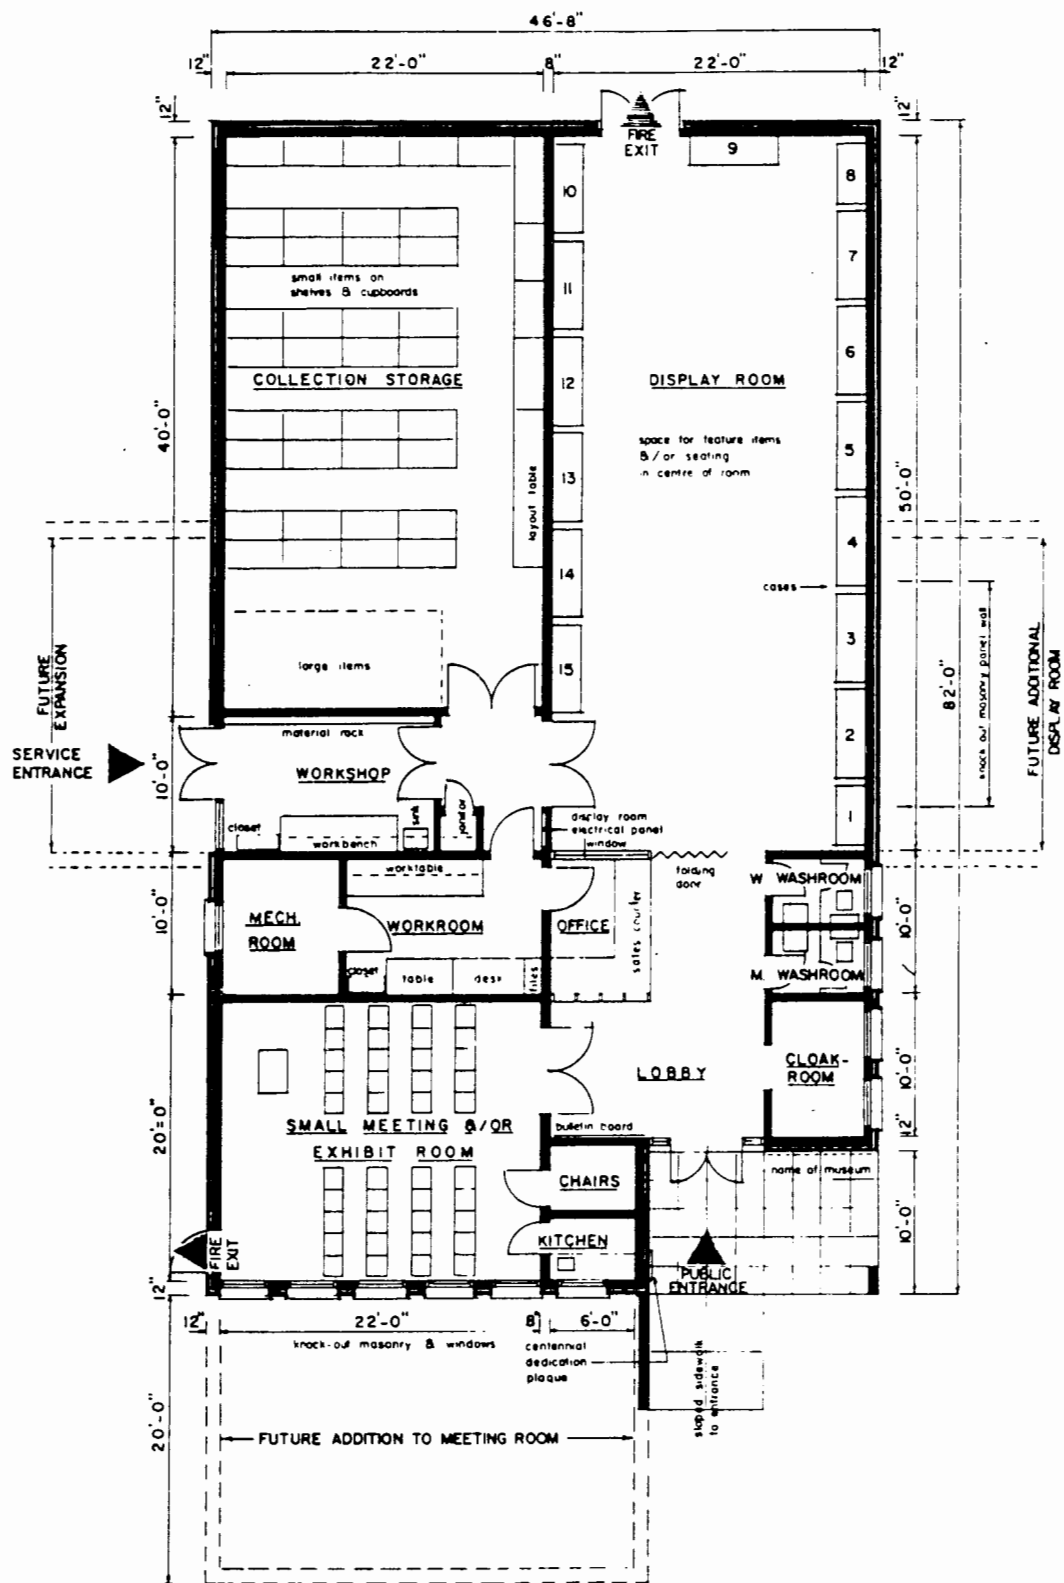 46'-8"
12"
22'-0"
8"
22'-0"
12"
12"
12"
FIRE
EXIT
9
10
8
7
11
small items on
shelves & cupboards
6
12
COLLECTION STORAGE
DISPLAY ROOM
40'-0"
space for feature items
&/or seating
in centre of room
5
13
layout table
50'-0"
4
14
cases
3
15
large items
knock out masonry panel wall
82'-0"
FUTURE ADDITIONAL
DISPLAY ROOM
FUTURE
EXPANSION
2
material rack
SERVICE
ENTRANCE
WORKSHOP
10'-0"
1
closet
sink
janitor
workbench
display room
electrical panel
window
folding
door
worktable
W. WASHROOM
MECH.
ROOM
WORKROOM
OFFICE
sales counter
10'-0"
10'-0"
closet
table
desk
files
M. WASHROOM
LOBBY
CLOAK-
ROOM
10'-0"
12"
SMALL MEETING &/OR
EXHIBIT ROOM
20'=0"
bulletin board
name of museum
CHAIRS
10'-0"
FIRE
EXIT
KITCHEN
PUBLIC
ENTRANCE
12"
12"
22'-0"
8"
6'-0"
knock-out masonry & windows
centennial
dedication
plaque
sloped sidewalk
to entrance
20'-0"
FUTURE ADDITION TO MEETING ROOM